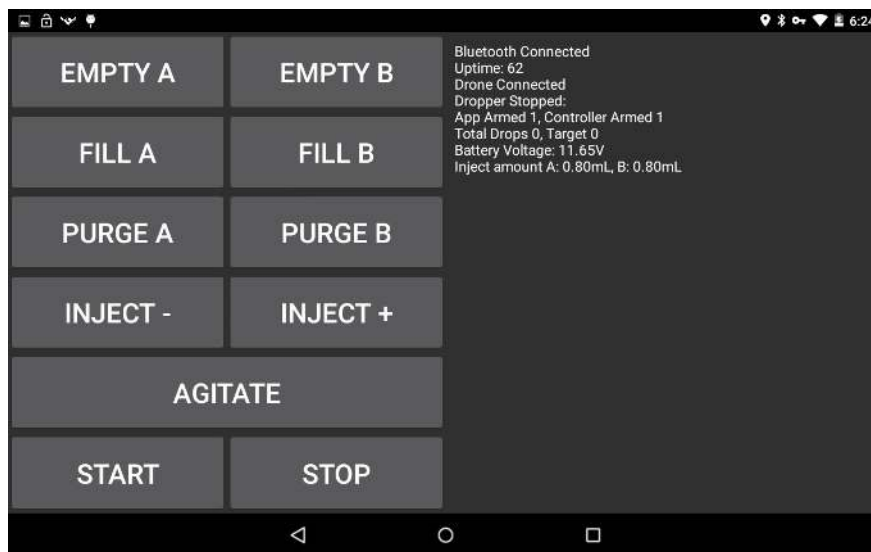 6:24
EMPTY A
EMPTY B
FILL A
FILL B
PURGE A
PURGE B
INJECT -
INJECT +
AGITATE
START
STOP
Bluetooth Connected
Uptime: 62
Drone Connected
Dropper Stopped:
App Armed 1, Controller Armed 1
Total Drops 0, Target 0
Battery Voltage: 11.65V
Inject amount A: 0.80mL, B: 0.80mL